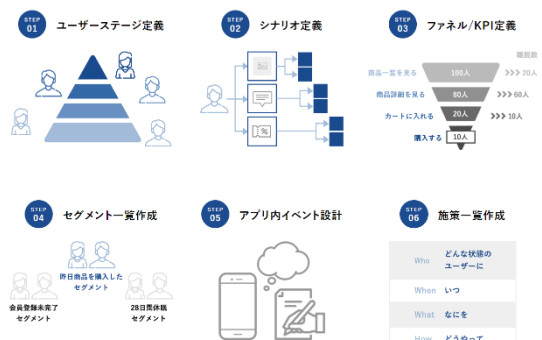 STEP
01
ユーザーステージ定義
STEP
02
シナリオ定義
%
STEP
03
ファネル/KPI定義
離脱数
商品一覧を見る
100人
20人
商品詳細を見る
80人
60人
カートに入れる
20人
10人
購入する
10人
STEP
04
セグメント一覧作成
昨日商品を購入した
セグメント
会員登録未完了
セグメント
28日間休眠
セグメント
STEP
05
アプリ内イベント設計
STEP
06
施策一覧作成
Who
どんな状態の
ユーザーに
When
いつ
What
なにを
How
どうやって